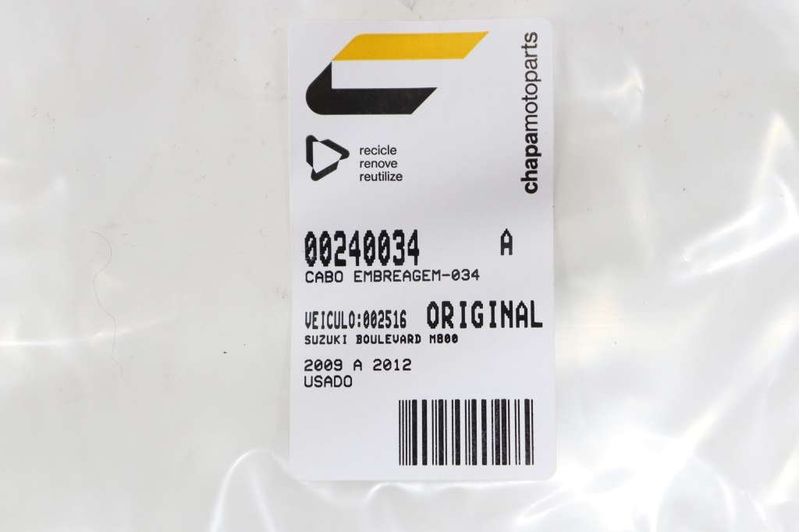 chapamotoparts
recicle
renove
reutilize
00240034 A
CABO EMBREAGEM-034
VEICULO:002516 ORIGINAL
SUZUKI BOULEVARD M800
2009 A 2012
USADO